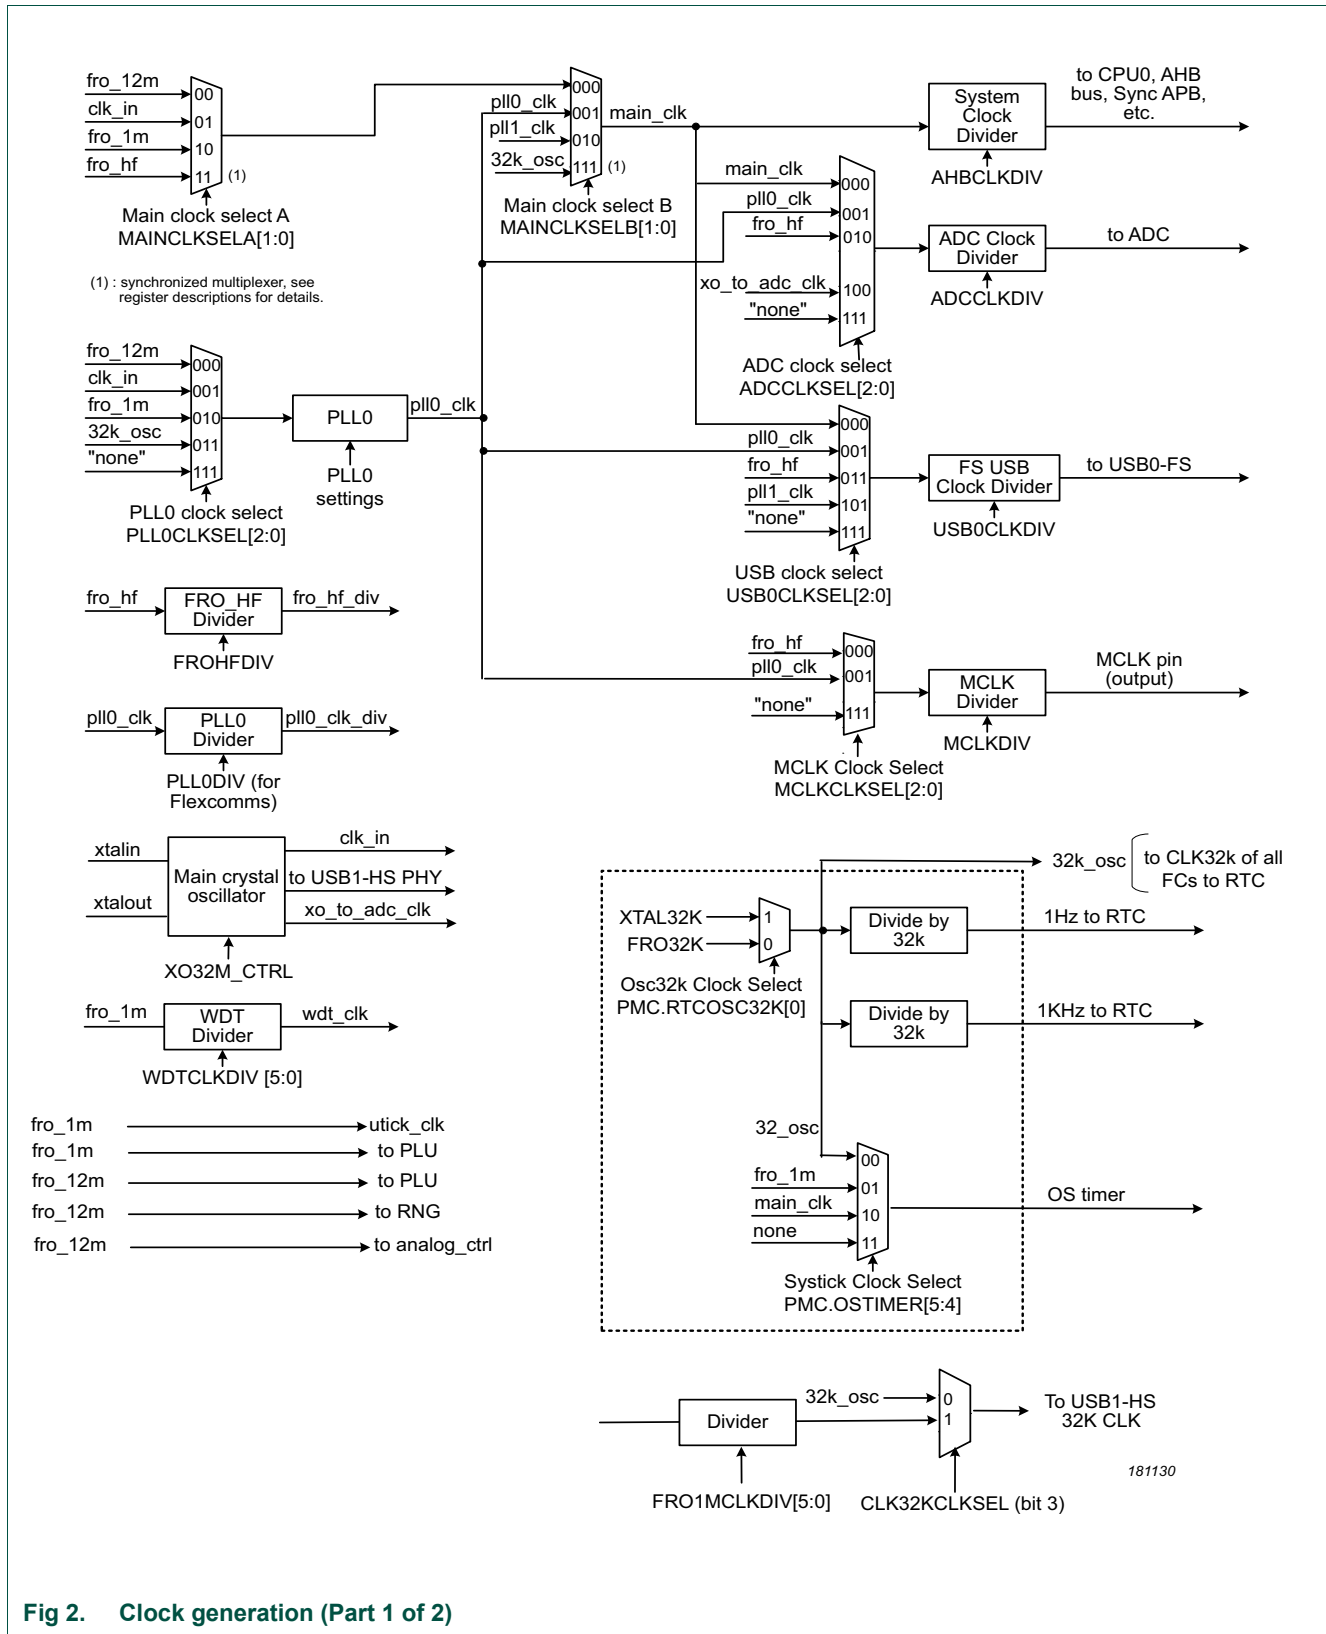 fro_12m
00
clk_in
01
fro_1m
10
fro_hf
11
(1)
Main clock select A
MAINCLKSELA[1:0]
(1) : synchronized multiplexer, see
register descriptions for details.
000
pll0_clk
001
pll1_clk
010
32k_osc
111
(1)
Main clock select B
MAINCLKSELB[1:0]
main_clk
System
Clock
Divider
AHBCLKDIV
to CPU0, AHB
bus, Sync APB,
etc.
main_clk
000
pll0_clk
001
fro_hf
010
xo_to_adc_clk
100
"none"
111
ADC clock select
ADCCLKSEL[2:0]
ADC Clock
Divider
ADCCLKDIV
to ADC
fro_12m
000
clk_in
001
fro_1m
010
32k_osc
011
"none"
111
PLL0 clock select
PLL0CLKSEL[2:0]
PLL0
PLL0
settings
pll0_clk
000
pll0_clk
001
fro_hf
011
pll1_clk
101
"none"
111
USB clock select
USB0CLKSEL[2:0]
FS USB
Clock Divider
USB0CLKDIV
to USB0-FS
fro_hf
FRO_HF
Divider
fro_hf_div
FROHFDIV
fro_hf
000
pll0_clk
001
"none"
111
MCLK Clock Select
MCLKCLKSEL[2:0]
MCLK
Divider
MCLKDIV
MCLK pin
(output)
pll0_clk
PLL0
Divider
pll0_clk_div
PLL0DIV (for
Flexcomms)
xtalin
xtalout
Main crystal
oscillator
clk_in
to USB1-HS PHY
xo_to_adc_clk
XO32M_CTRL
fro_1m
WDT
Divider
wdt_clk
WDTCLKDIV [5:0]
fro_1m
utick_clk
fro_1m
to PLU
fro_12m
to PLU
fro_12m
to RNG
fro_12m
to analog_ctrl
32k_osc
to CLK32k of all
FCs to RTC
XTAL32K
1
FRO32K
0
Osc32k Clock Select
PMC.RTCOSC32K[0]
Divide by
32k
1Hz to RTC
Divide by
32k
1KHz to RTC
32_osc
00
fro_1m
01
main_clk
10
none
11
OS timer
Systick Clock Select
PMC.OSTIMER[5:4]
Divider
FRO1MCLKDIV[5:0]
32k_osc
0
1
CLK32KCLKSEL (bit 3)
To USB1-HS
32K CLK
181130
Fig 2. Clock generation (Part 1 of 2)